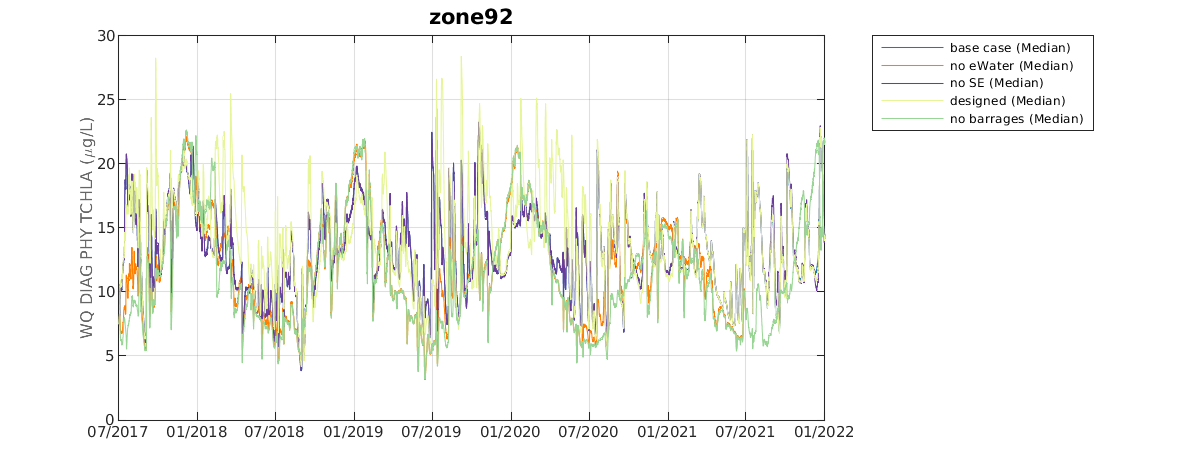 zone92
30
25
20
15
10
5
0
WQ DIAG PHY TCHLA (μg/L)
07/2017 01/2018 07/2018 01/2019 07/2019 01/2020 07/2020 01/2021 07/2021 01/2022
base case (Median)
no eWater (Median)
no SE (Median)
designed (Median)
no barrages (Median)